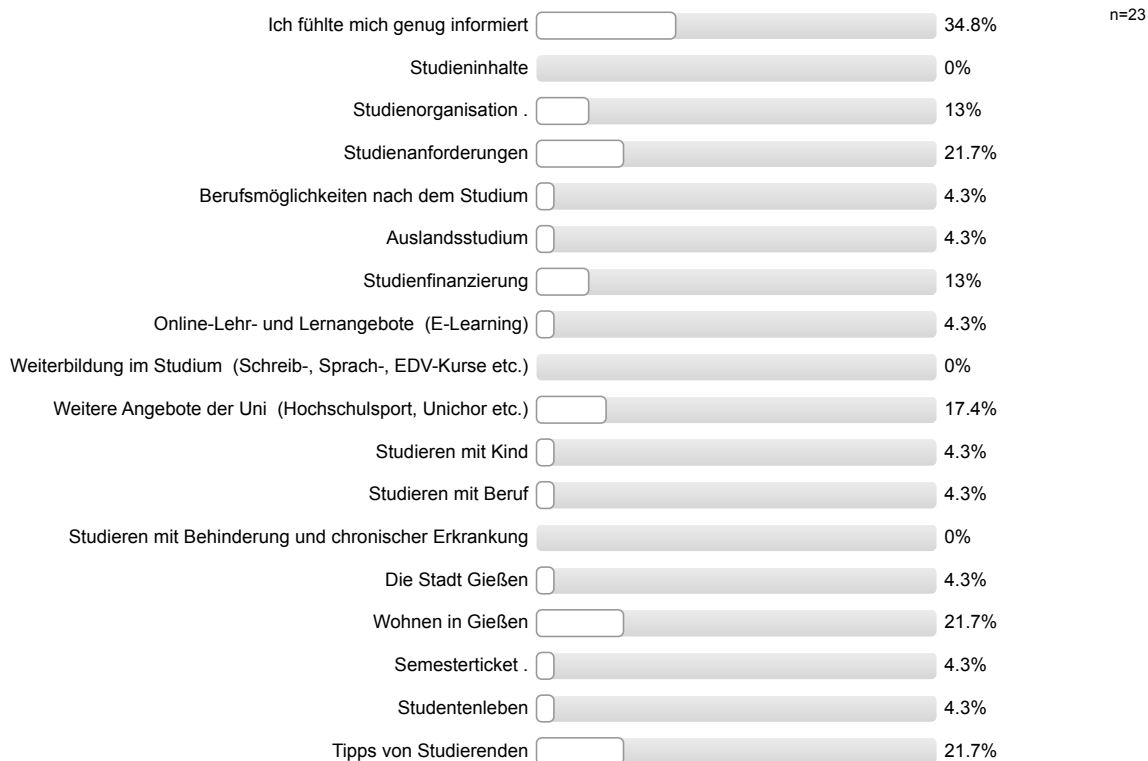 Ich fühlte mich genug informiert 34.8% n=23
Studieninhalte 0%
Studienorganisation . 13%
Studienanforderungen 21.7%
Berufsmöglichkeiten nach dem Studium 4.3%
Auslandsstudium 4.3%
Studienfinanzierung 13%
Online-Lehr- und Lernangebote (E-Learning) 4.3%
Weiterbildung im Studium (Schreib-, Sprach-, EDV-Kurse etc.) 0%
Weitere Angebote der Uni (Hochschulsport, Unichor etc.) 17.4%
Studieren mit Kind 4.3%
Studieren mit Beruf 4.3%
Studieren mit Behinderung und chronischer Erkrankung 0%
Die Stadt Gießen 4.3%
Wohnen in Gießen 21.7%
Semesterticket . 4.3%
Studentenleben 4.3%
Tipps von Studierenden 21.7%